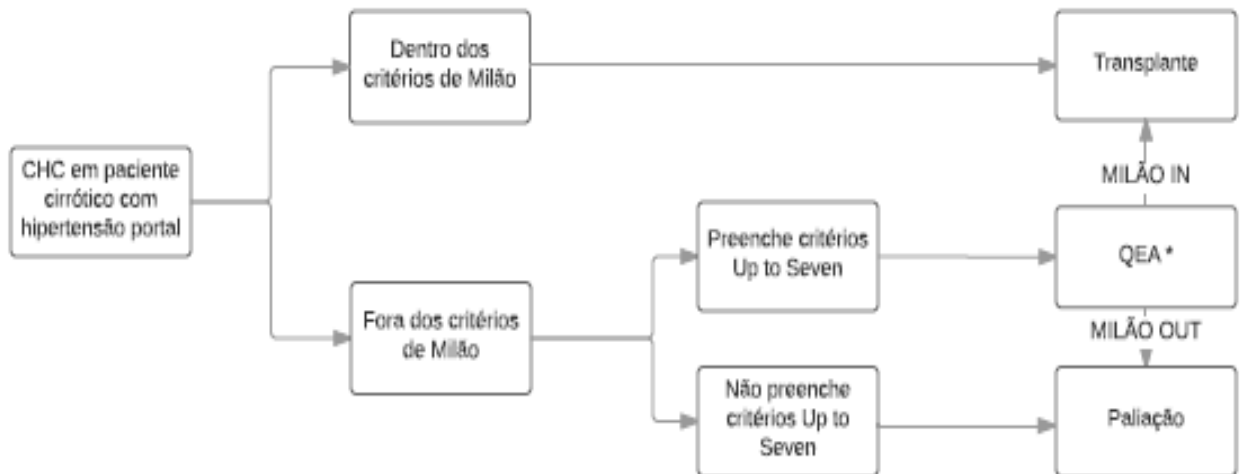 Dentro dos
critérios de Milão
Transplante
CHC em paciente
cirrótico com
hipertensão portal
MILÃO IN
Preenche critérios
Up to Seven
QEA *
Fora dos critérios
de Milão
MILÃO OUT
Não preenche
critérios Up to
Seven
Paliação